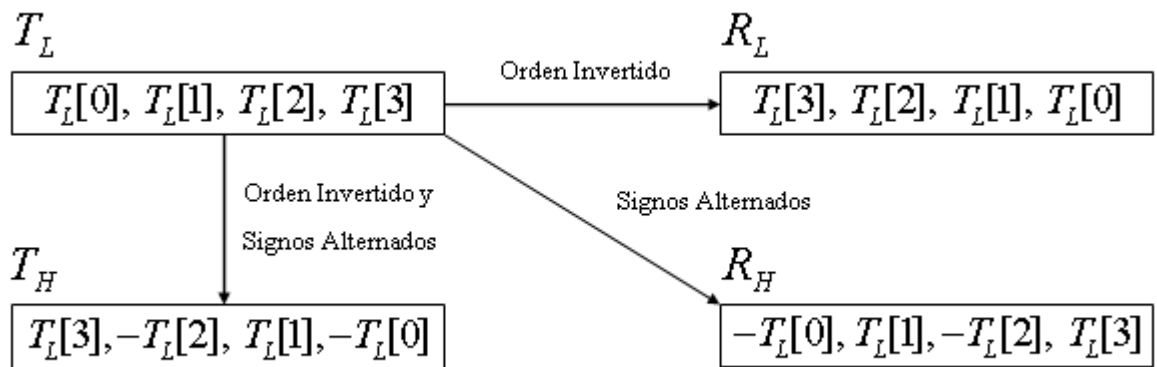 T_L
R_L
Orden Invertido
T_L[0], T_L[1], T_L[2], T_L[3]
T_L[3], T_L[2], T_L[1], T_L[0]
Orden Invertido y
Signos Alternados
Signos Alternados
T_H
R_H
T_L[3],−T_L[2], T_L[1],−T_L[0]
−T_L[0], T_L[1],−T_L[2], T_L[3]